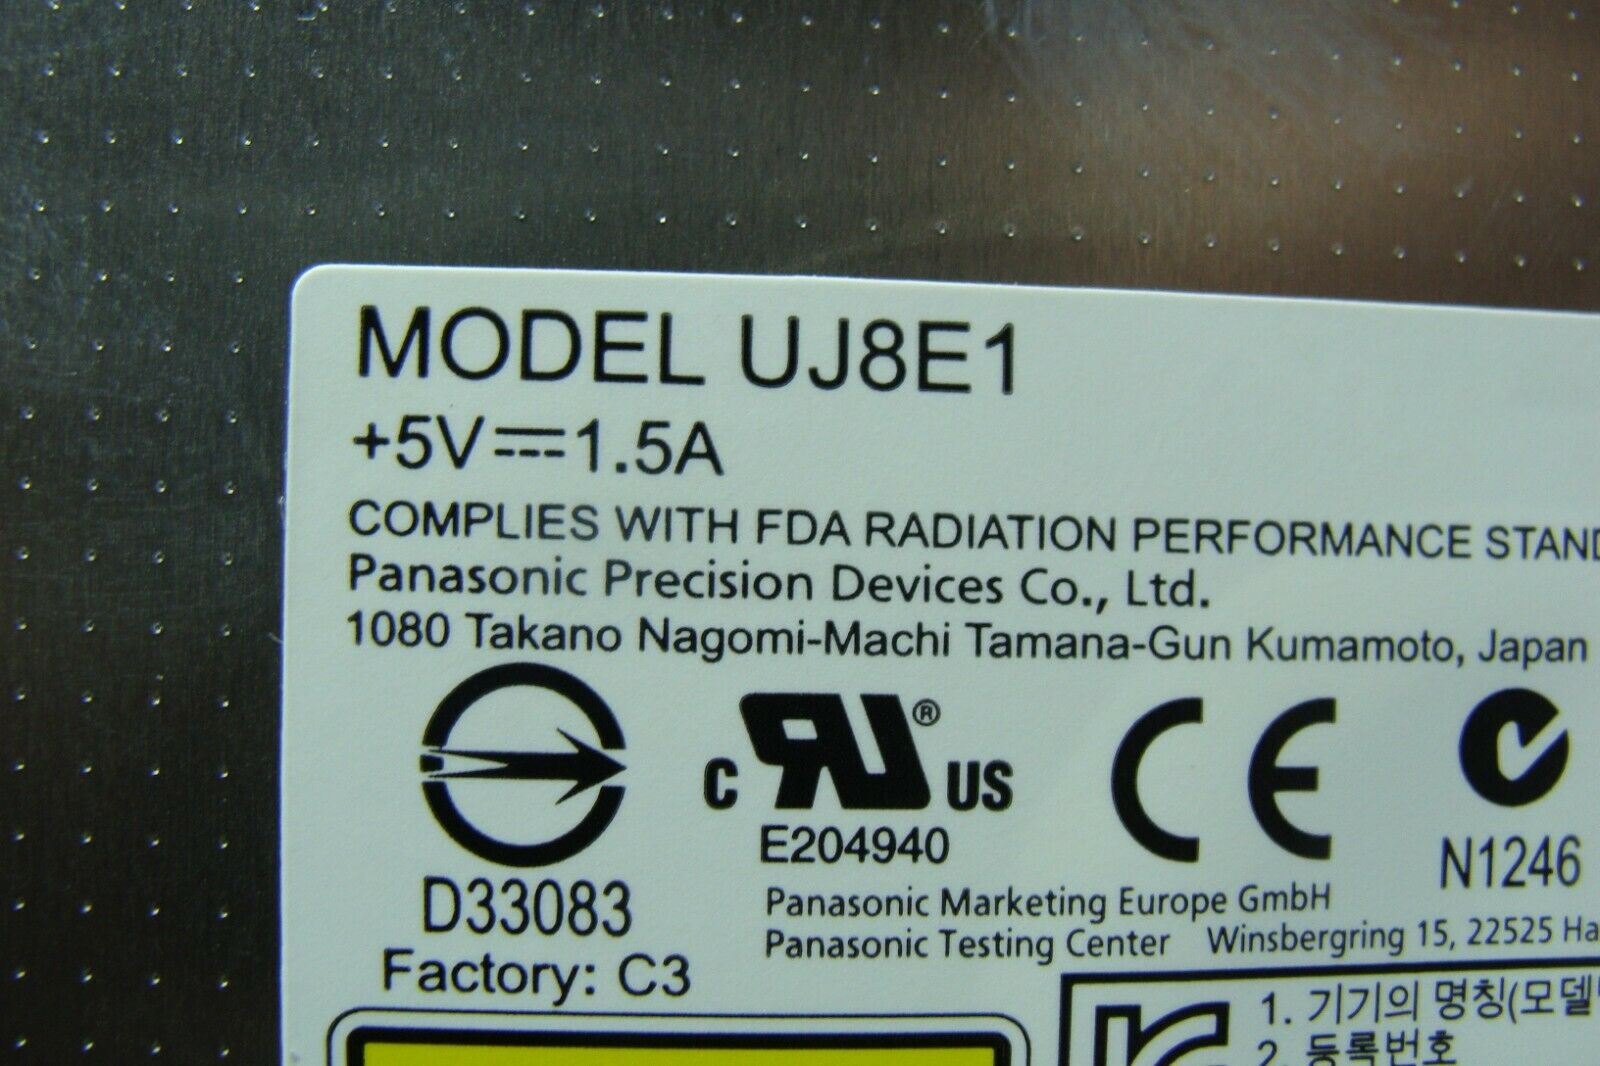 MODEL UJ8E1
+5V⎓1.5A
COMPLIES WITH FDA RADIATION PERFORMANCE STAND
Panasonic Precision Devices Co., Ltd.
1080 Takano Nagomi-Machi Tamana-Gun Kumamoto, Japan
C RU® US
CE
E204940
N1246
D33083
Factory: C3
Panasonic Marketing Europe GmbH
Panasonic Testing Center Winsbergring 15, 22525 Ha
1. 기기의 명칭(모델
2. 등록번호